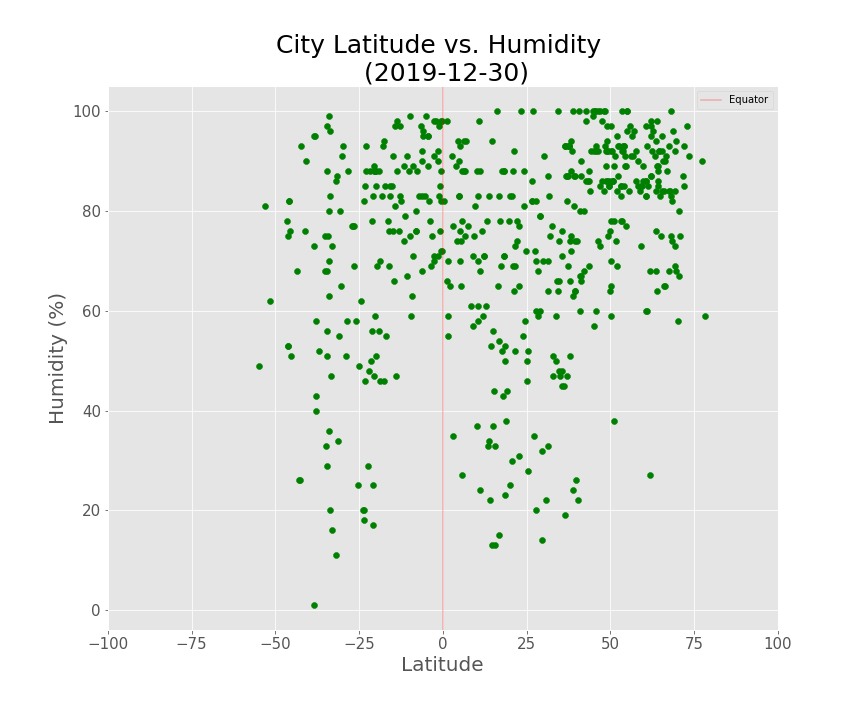 City Latitude vs. Humidity
(2019-12-30)
Equator
100
80
60
40
20
0
Humidity (%)
−100 −75 −50 −25 0 25 50 75 100
Latitude